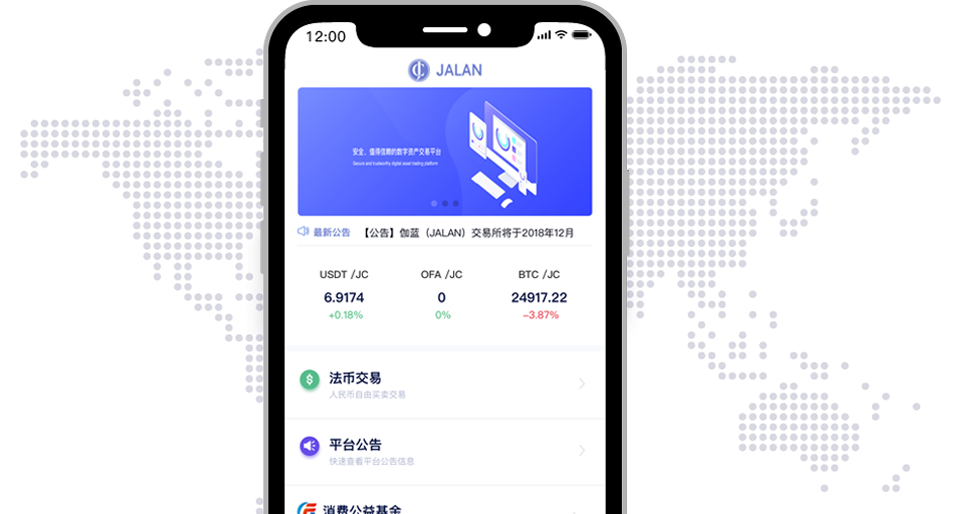 12:00
JALAN
安全、值得信赖的数字资产交易平台
Secure and trustworthy digital asset trading platform
最新公告 【公告】伽蓝（JALAN）交易所将于2018年12月
USDT /JC OFA /JC BTC /JC
6.9174 0 24917.22
+0.18% 0% -3.87%
法币交易
人民币自由买卖交易
平台公告
快速查看平台公告信息
消费公益基金